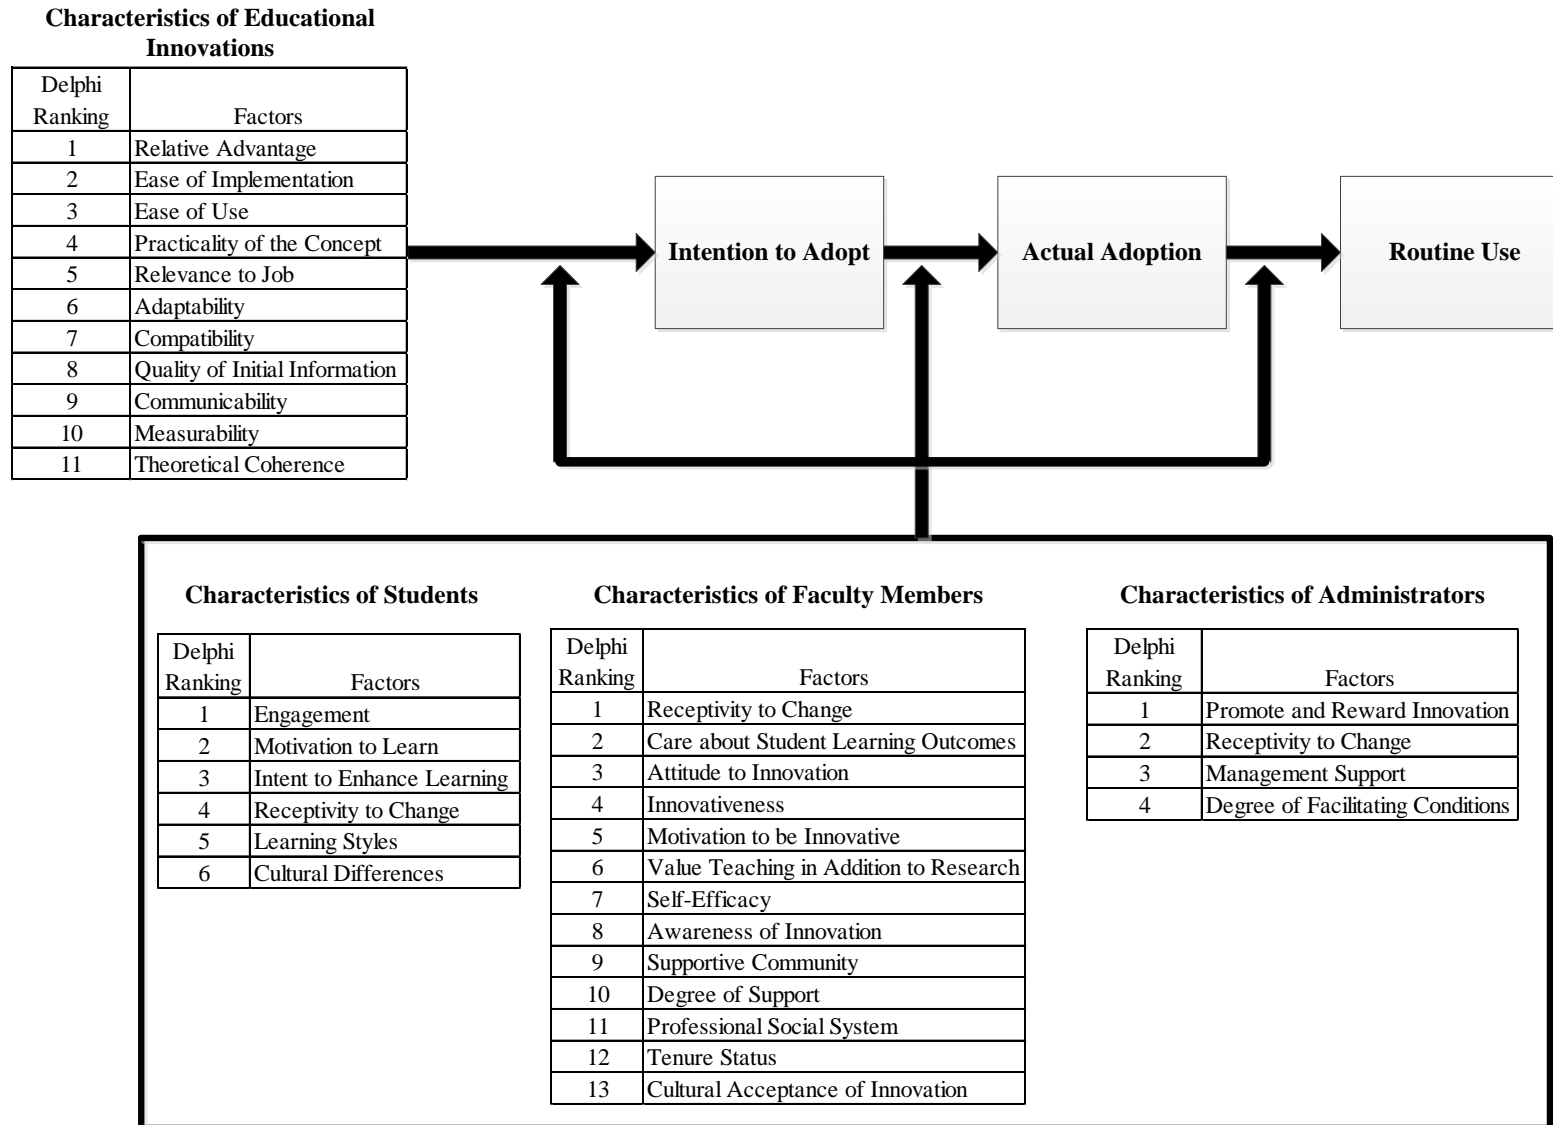 Characteristics of Educational
Innovations
Delphi
Ranking Factors
1 Relative Advantage
2 Ease of Implementation
3 Ease of Use
4 Practicality of the Concept
5 Relevance to Job
6 Adaptability
7 Compatibility
8 Quality of Initial Information
9 Communicability
10 Measurability
11 Theoretical Coherence
Intention to Adopt
Actual Adoption
Routine Use
Characteristics of Students
Delphi
Ranking Factors
1 Engagement
2 Motivation to Learn
3 Intent to Enhance Learning
4 Receptivity to Change
5 Learning Styles
6 Cultural Differences
Characteristics of Faculty Members
Delphi
Ranking Factors
1 Receptivity to Change
2 Care about Student Learning Outcomes
3 Attitude to Innovation
4 Innovativeness
5 Motivation to be Innovative
6 Value Teaching in Addition to Research
7 Self-Efficacy
8 Awareness of Innovation
9 Supportive Community
10 Degree of Support
11 Professional Social System
12 Tenure Status
13 Cultural Acceptance of Innovation
Characteristics of Administrators
Delphi
Ranking Factors
1 Promote and Reward Innovation
2 Receptivity to Change
3 Management Support
4 Degree of Facilitating Conditions